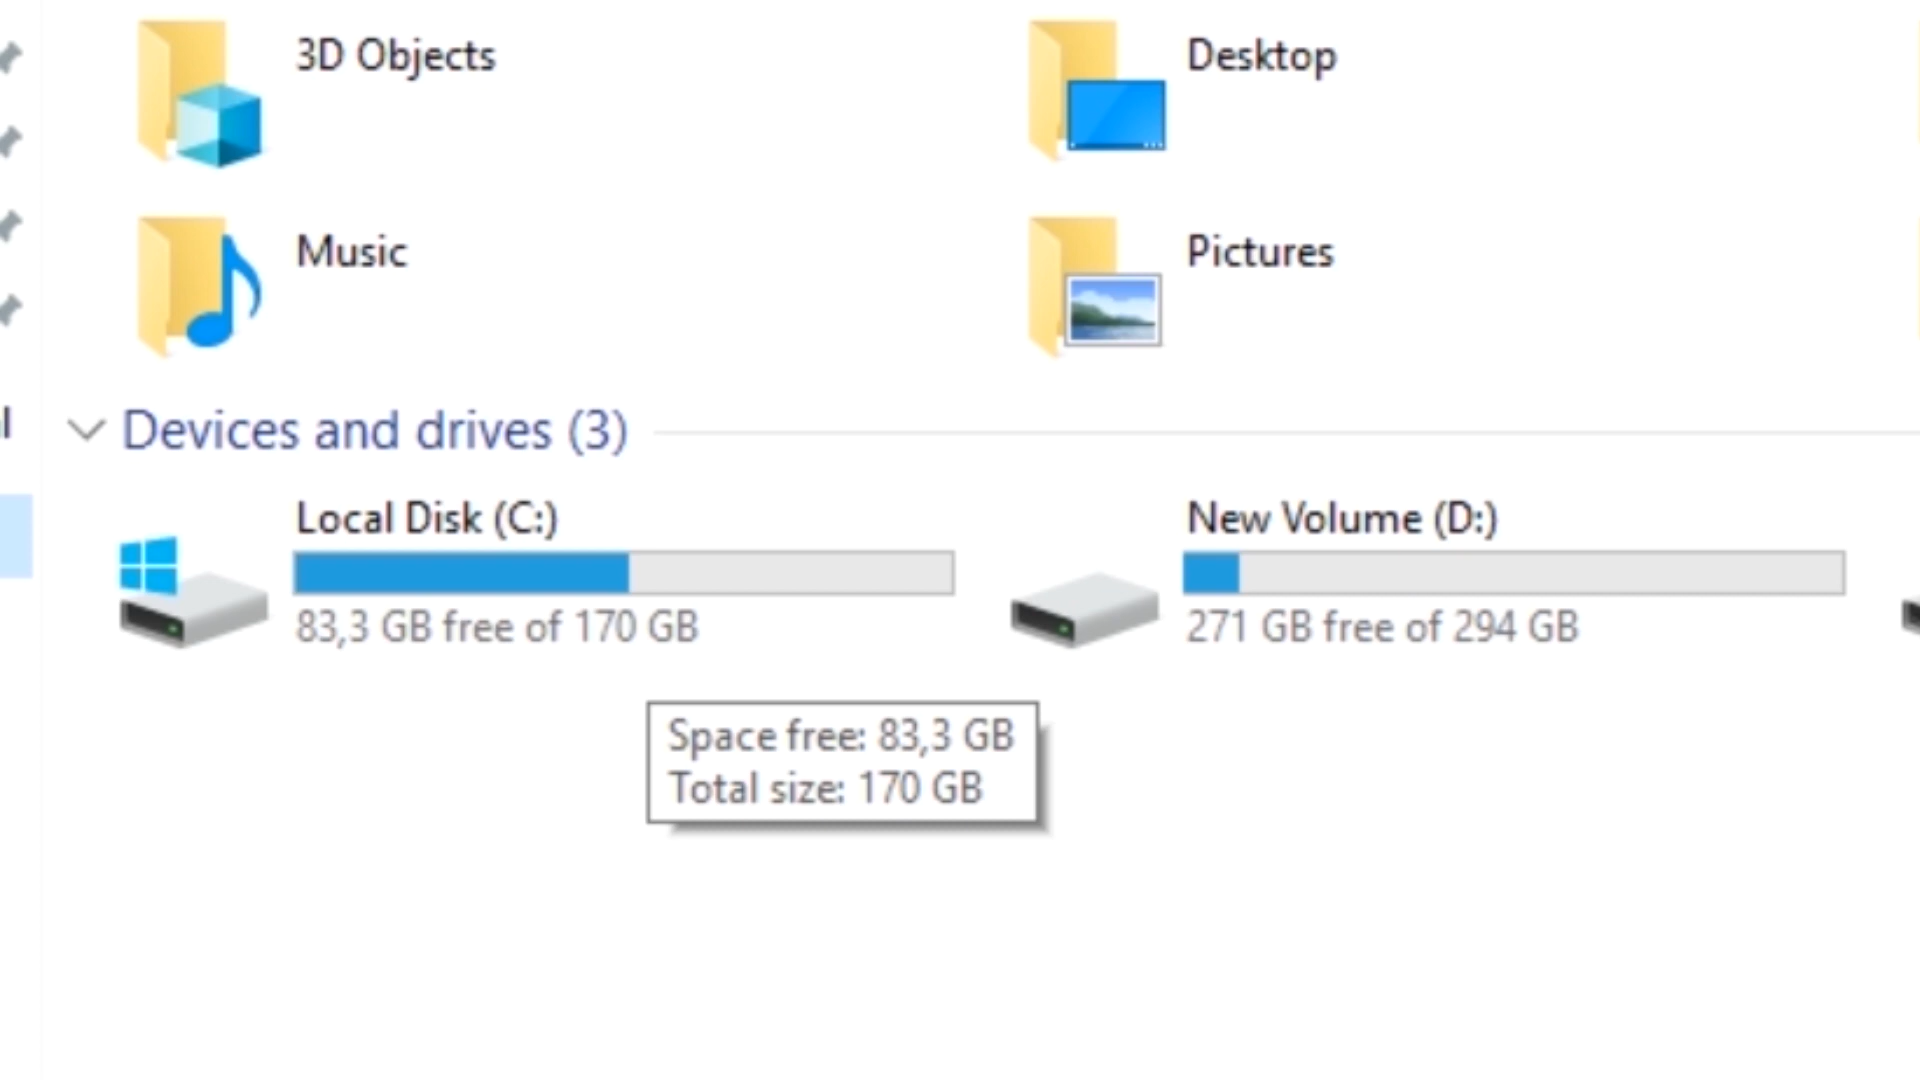 3D Objects
Desktop
Music
Pictures
Devices and drives (3)
Local Disk (C:)
New Volume (D:)
83,3 GB free of 170 GB
271 GB free of 294 GB
Space free: 83,3 GB
Total size: 170 GB